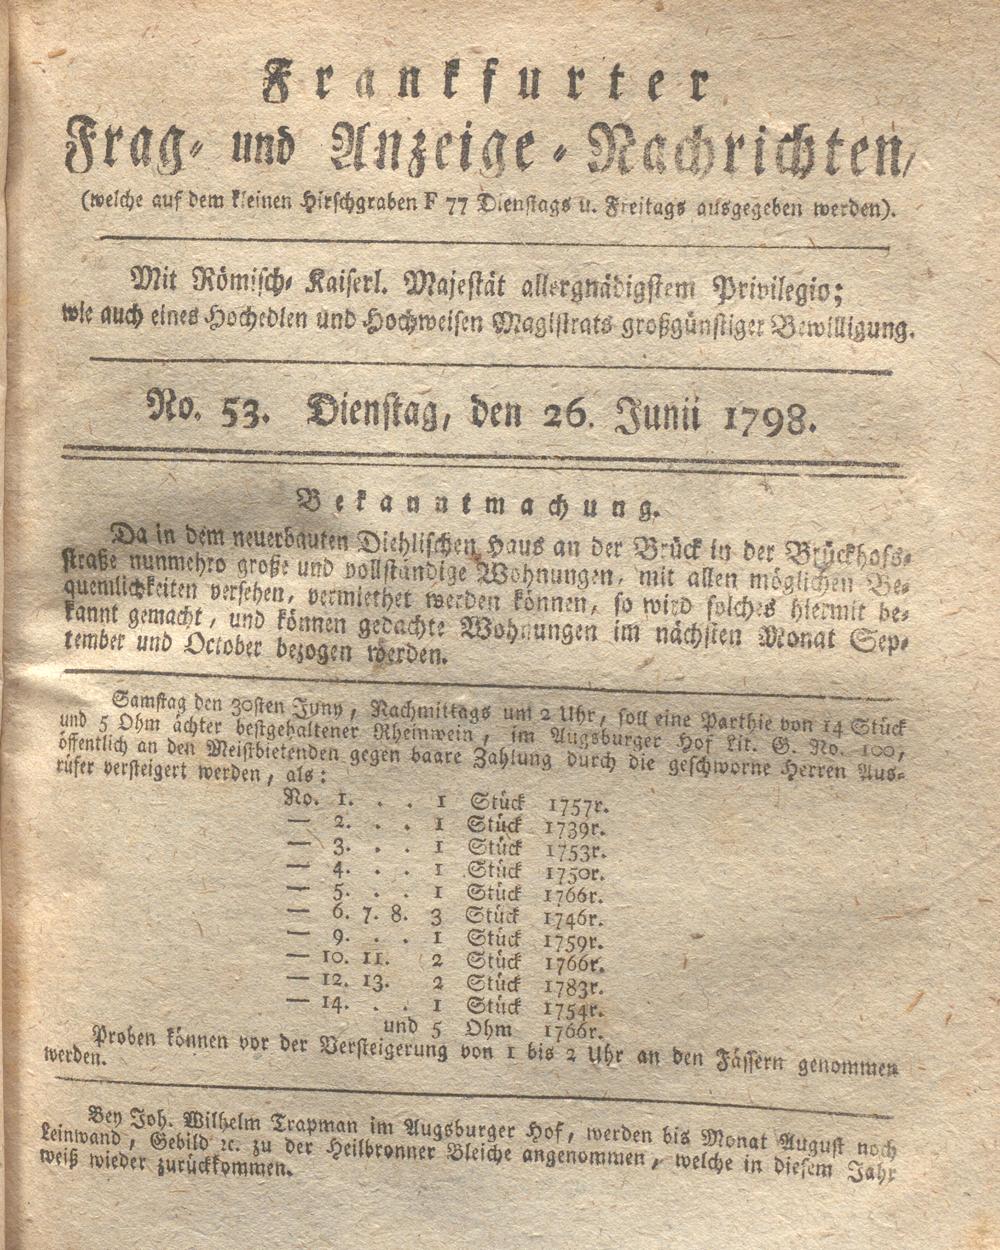 Frankfurter
Frag- und Anzeige-Nachrichten,
(welche auf dem kleinen Hirschgraben F 77 Dienstags u. Freitags ausgegeben werden).
Mit Römisch-Kaiserl. Majestät allergnädigstem Privilegio;
wie auch eines Hochedlen und Hochweisen Magistrats großgünstiger Bewilligung.
No. 53. Dienstag, den 26. Junii 1798.
Bekanntmachung.
Da in dem neuerbauten Diehlischen Haus an der Brück in der Brückhofs-
straße nunmehro große und vollständige Wohnungen, mit allen möglichen Be-
quemlichkeiten versehen, vermiethet werden können, so wird solches hiermit be-
kannt gemacht, und können gedachte Wohnungen im nächsten Monat Sep-
tember und October bezogen werden.
Samstag den 30sten Juny, Nachmittags um 2 Uhr, soll eine Parthie von 14 Stück
und 5 Ohm ächter bestgehaltener Rheinwein, im Augsburger Hof Lit. G. No. 100,
öffentlich an den Meistbietenden gegen baare Zahlung durch die geschworne Herren Aus-
rüfer versteigert werden, als:
No. 1. . . 1 Stück 1757r.
— 2. . . 1 Stück 1739r.
— 3. . . 1 Stück 1753r.
— 4. . . 1 Stück 1750r.
— 5. . . 1 Stück 1766r.
— 6. 7. 8. 3 Stück 1746r.
— 9. . . 1 Stück 1759r.
— 10. 11. 2 Stück 1766r.
— 12. 13. 2 Stück 1783r.
— 14. . . 1 Stück 1754r.
und 5 Ohm 1766r.
Proben können vor der Versteigerung von 1 bis 2 Uhr an den Fässern genommen
werden.
Bey Joh. Wilhelm Trapman im Augsburger Hof, werden bis Monat August noch
Leinwand, Gebild ꝛc. zu der Heilbronner Bleiche angenommen, welche in diesem Jahr
weiß wieder zurückkommen.